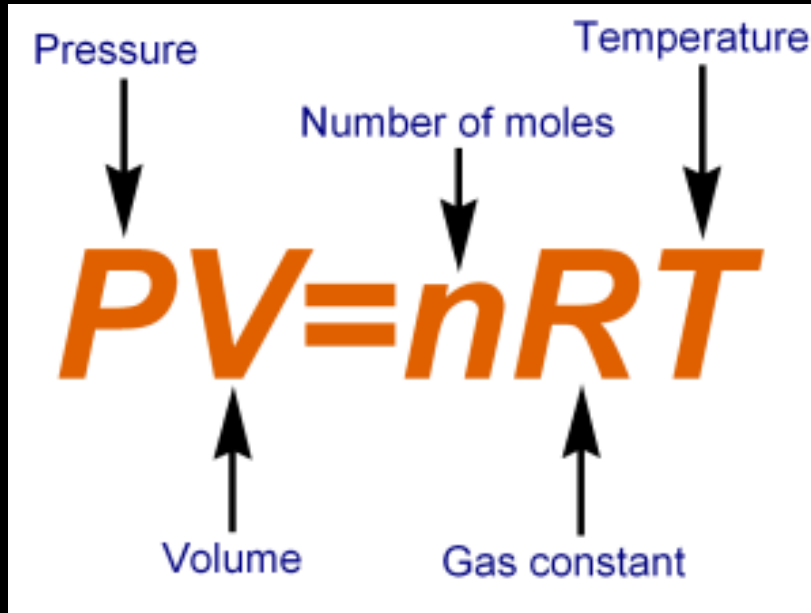 Pressure
Temperature
Number of moles
PV=nRT
Volume
Gas constant